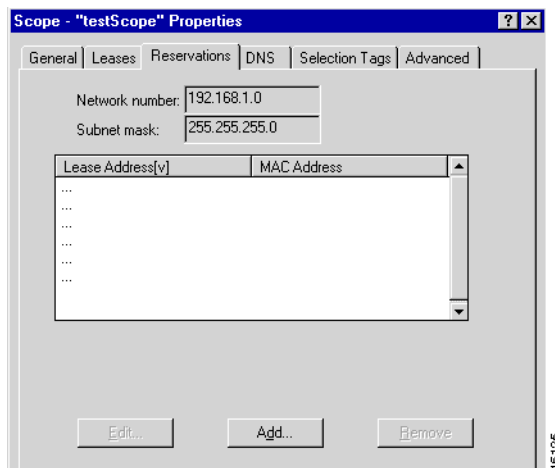 Scope - "testScope" Properties
General Leases Reservations DNS Selection Tags Advanced
Network number: 192.168.1.0
Subnet mask: 255.255.255.0
Lease Address[v] MAC Address
...
...
...
...
...
...
Edit... Add... Remove